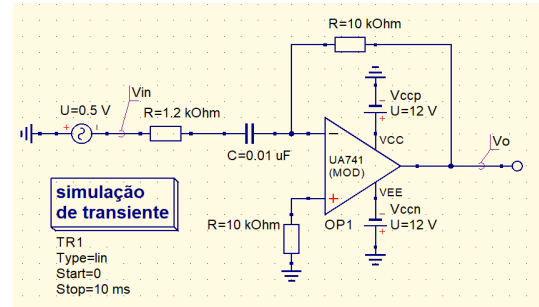 R=10 kOhm
Vccp
U=12 V
VCC
Vin
U=0.5 V
R=1.2 kOhm
C=0.01 uF
UA741
(MOD)
Vo
VEE
Vccn
U=12 V
OP1
R=10 kOhm
simulação
de transiente
TR1
Type=lin
Start=0
Stop=10 ms